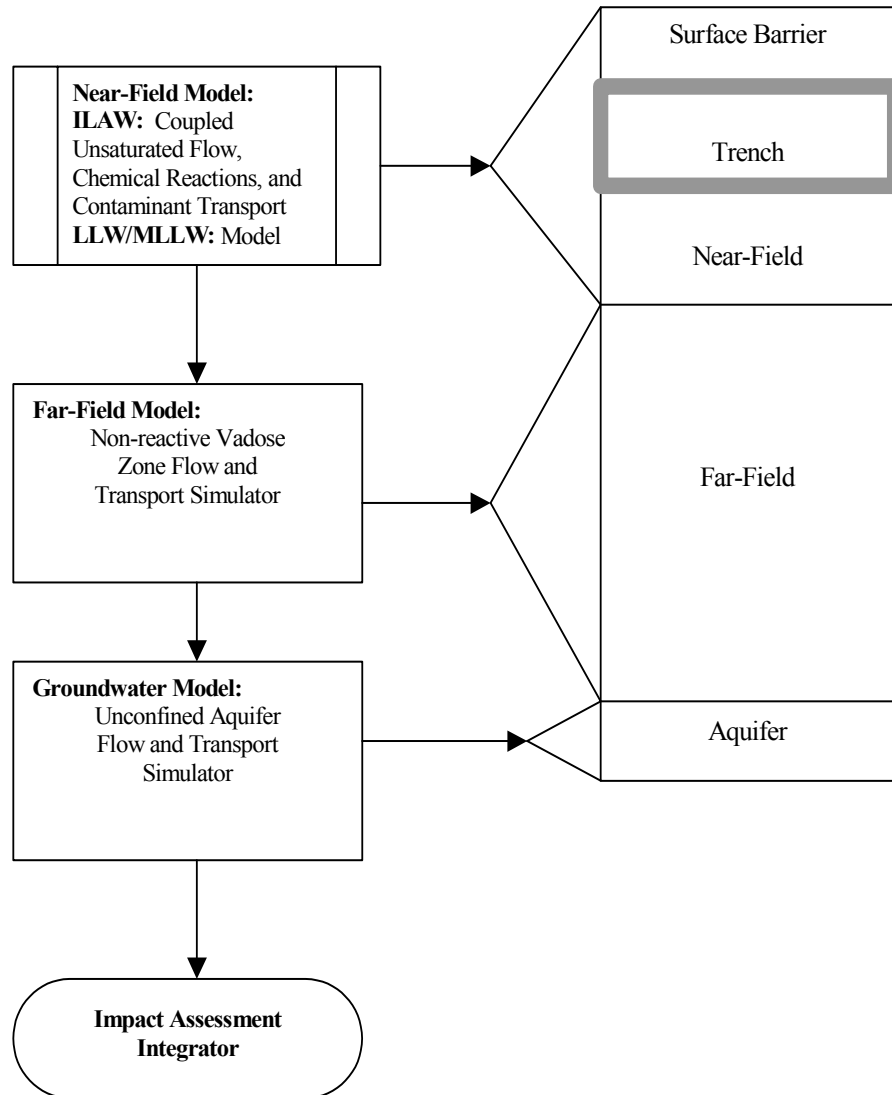 Near-Field Model:
ILAW: Coupled
Unsaturated Flow,
Chemical Reactions, and
Contaminant Transport
LLW/MLLW: Model
Far-Field Model:
Non-reactive Vadose
Zone Flow and
Transport Simulator
Groundwater Model:
Unconfined Aquifer
Flow and Transport
Simulator
Impact Assessment
Integrator
Surface Barrier
Trench
Near-Field
Far-Field
Aquifer